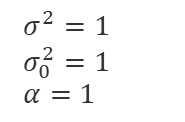 σ² = 1
σ₀² = 1
α = 1